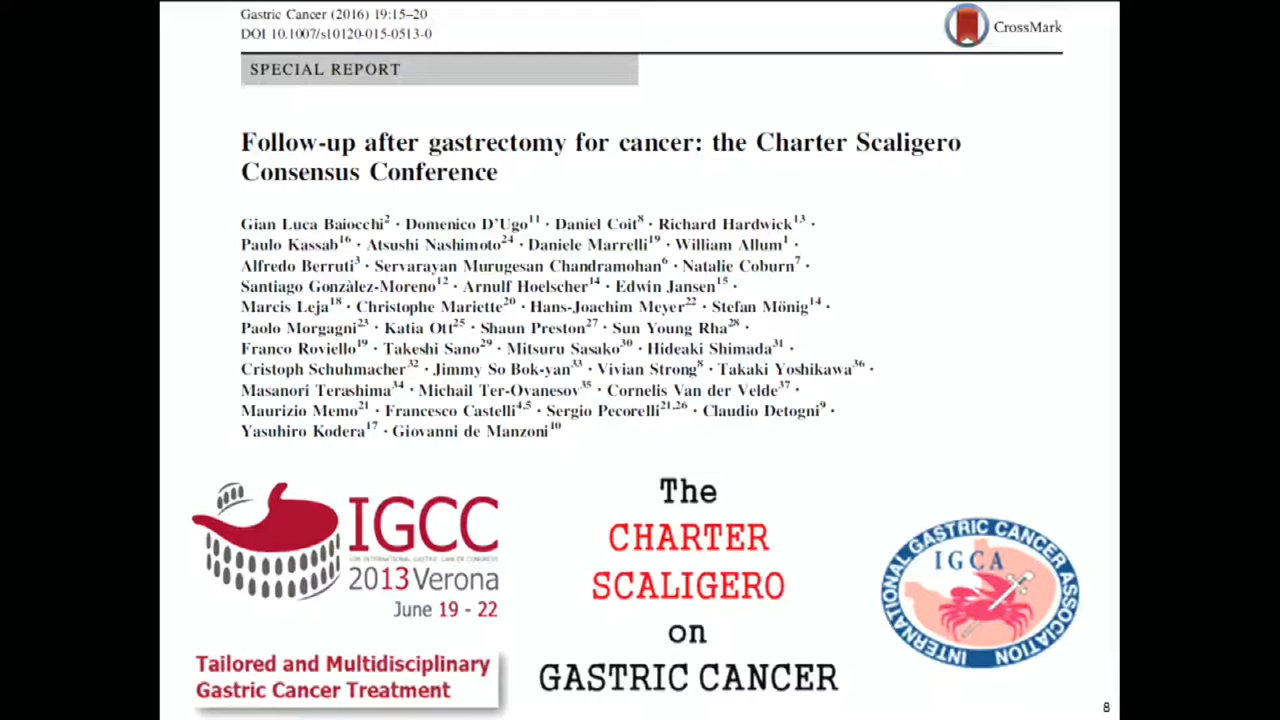 Gastric Cancer (2016) 19:15–20
DOI 10.1007/s10120-015-0513-0
CrossMark
SPECIAL REPORT
Follow-up after gastrectomy for cancer: the Charter Scaligero
Consensus Conference
Gian Luca Baiocchi2 · Domenico D'Ugo11 · Daniel Coit8 · Richard Hardwick13 ·
Paulo Kassab16 · Atsushi Nashimoto24 · Daniele Marrelli19 · William Allum1 ·
Alfredo Berruti3 · Servarayan Murugesan Chandramohan6 · Natalie Coburn7 ·
Santiago Gonzàlez-Moreno12 · Arnulf Hoelscher14 · Edwin Jansen15 ·
Marcis Leja18 · Christophe Mariette20 · Hans-Joachim Meyer22 · Stefan Mönig14 ·
Paolo Morgagni23 · Katia Ott25 · Shaun Preston27 · Sun Young Rha28 ·
Franco Roviello19 · Takeshi Sano29 · Mitsuru Sasako30 · Hideaki Shimada31 ·
Cristoph Schuhmacher32 · Jimmy So Bok-yan33 · Vivian Strong8 · Takaki Yoshikawa36 ·
Masanori Terashima34 · Michail Ter-Ovanesov35 · Cornelis Van der Velde37 ·
Maurizio Memo21 · Francesco Castelli4,5 · Sergio Pecorelli21,26 · Claudio Detogni9 ·
Yasuhiro Kodera17 · Giovanni de Manzoni10
IGCC
10th INTERNATIONAL GASTRIC CANCER CONGRESS
2013 Verona
June 19 - 22
Tailored and Multidisciplinary
Gastric Cancer Treatment
The
CHARTER
SCALIGERO
on
GASTRIC CANCER
INTERNATIONAL GASTRIC CANCER ASSOCIATION
IGCA
8